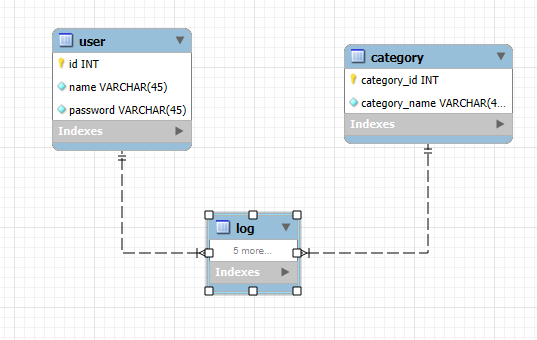 user
id INT
name VARCHAR(45)
password VARCHAR(45)
Indexes
category
category_id INT
category_name VARCHAR(4...
Indexes
log
5 more...
Indexes